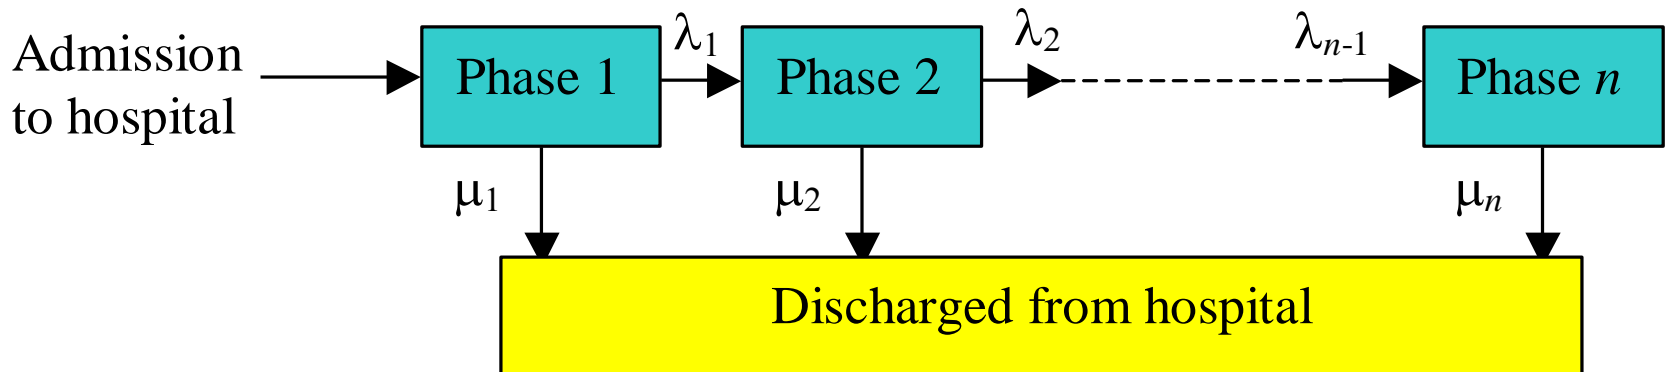 Admission
to hospital
Phase 1
λ1
Phase 2
λ2
λn-1
Phase n
μ1
μ2
μn
Discharged from hospital